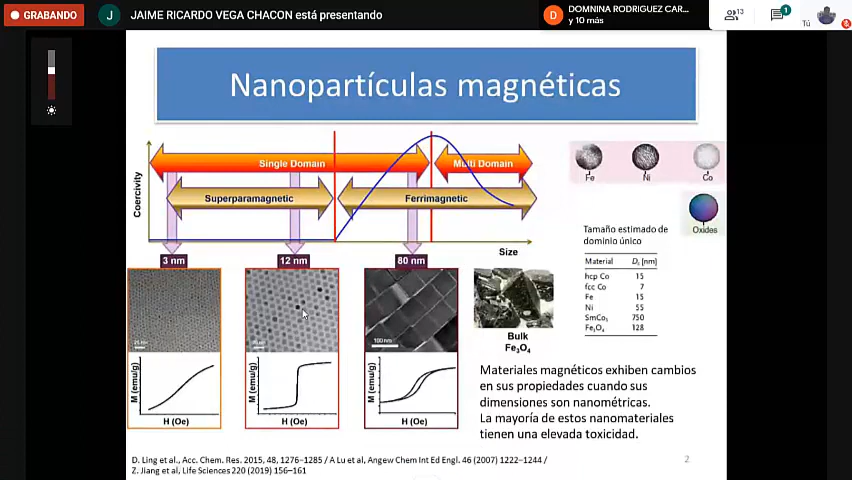 GRABANDO
J
JAIME RICARDO VEGA CHACON está presentando
D
DOMNINA RODRIGUEZ CAR...
y 10 más
13
1
Tú
Nanopartículas magnéticas
Coercivity
Single Domain
Multi Domain
Superparamagnetic
Ferrimagnetic
Size
3 nm
12 nm
80 nm
100 nm
Bulk
Fe₃O₄
M (emu/g)
H (Oe)
M (emu/g)
H (Oe)
M (emu/g)
H (Oe)
Fe
Ni
Co
Oxides
Tamaño estimado de
dominio único
Material Dₛ [nm]
hcp Co 15
fcc Co 7
Fe 15
Ni 55
SmCo₅ 750
Fe₃O₄ 128
Materiales magnéticos exhiben cambios
en sus propiedades cuando sus
dimensiones son nanométricas.
La mayoría de estos nanomateriales
tienen una elevada toxicidad.
D. Ling et al., Acc. Chem. Res. 2015, 48, 1276−1285 / A Lu et al, Angew Chem Int Ed Engl. 46 (2007) 1222–1244 /
Z. Jiang et al, Life Sciences 220 (2019) 156–161
2